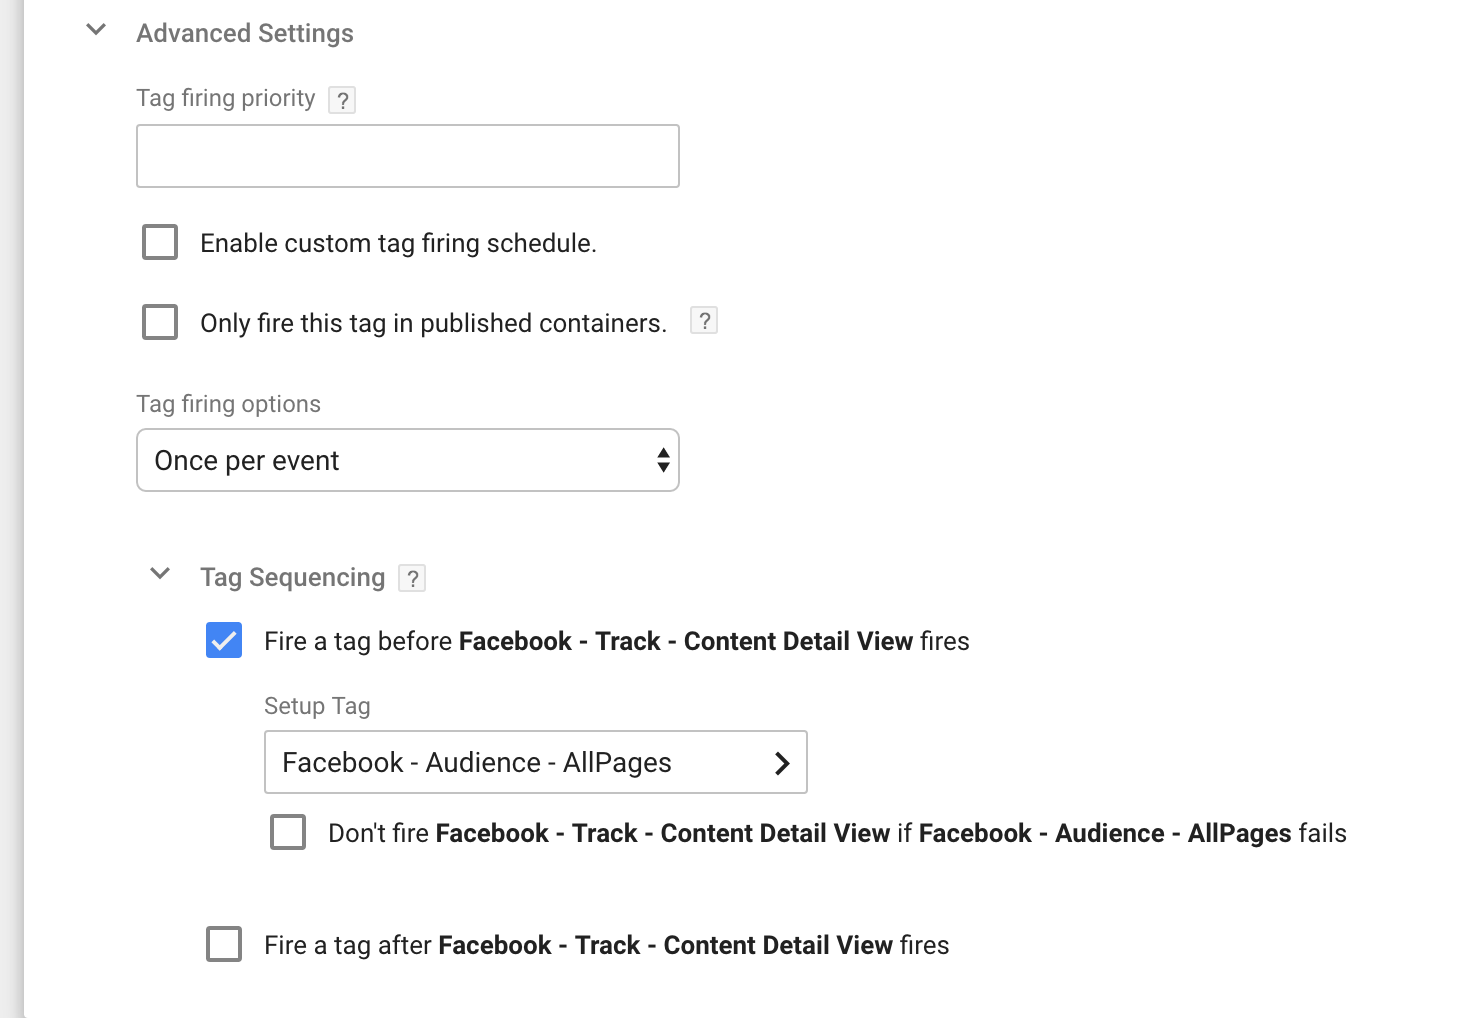 Advanced Settings
Tag firing priority ?
Enable custom tag firing schedule.
Only fire this tag in published containers. ?
Tag firing options
Once per event
Tag Sequencing ?
Fire a tag before Facebook - Track - Content Detail View fires
Setup Tag
Facebook - Audience - AllPages
Don't fire Facebook - Track - Content Detail View if Facebook - Audience - AllPages fails
Fire a tag after Facebook - Track - Content Detail View fires